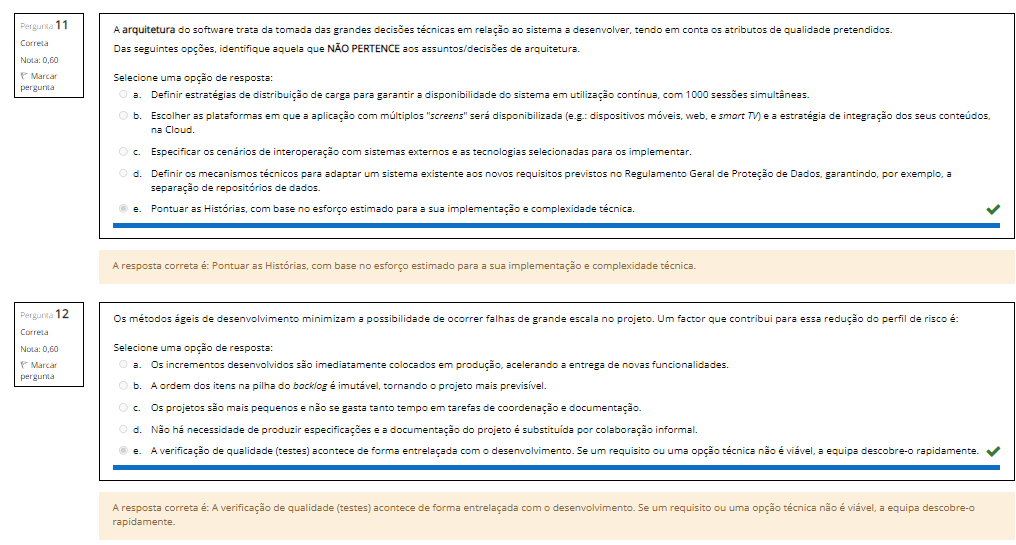 Pergunta 11
Correta
Nota: 0,60
Marcar
pergunta
A arquitetura do software trata da tomada das grandes decisões técnicas em relação ao sistema a desenvolver, tendo em conta os atributos de qualidade pretendidos.
Das seguintes opções, identifique aquela que NÃO PERTENCE aos assuntos/decisões de arquitetura.
Selecione uma opção de resposta:
a. Definir estratégias de distribuição de carga para garantir a disponibilidade do sistema em utilização contínua, com 1000 sessões simultâneas.
b. Escolher as plataformas em que a aplicação com múltiplos "screens" será disponibilizada (e.g.: dispositivos móveis, web, e smart TV) e a estratégia de integração dos seus conteúdos,
na Cloud.
c. Especificar os cenários de interoperação com sistemas externos e as tecnologias selecionadas para os implementar.
d. Definir os mecanismos técnicos para adaptar um sistema existente aos novos requisitos previstos no Regulamento Geral de Proteção de Dados, garantindo, por exemplo, a
separação de repositórios de dados.
e. Pontuar as Histórias, com base no esforço estimado para a sua implementação e complexidade técnica.
A resposta correta é: Pontuar as Histórias, com base no esforço estimado para a sua implementação e complexidade técnica.
Pergunta 12
Correta
Nota: 0,60
Marcar
pergunta
Os métodos ágeis de desenvolvimento minimizam a possibilidade de ocorrer falhas de grande escala no projeto. Um factor que contribui para essa redução do perfil de risco é:
Selecione uma opção de resposta:
a. Os incrementos desenvolvidos são imediatamente colocados em produção, acelerando a entrega de novas funcionalidades.
b. A ordem dos itens na pilha do backlog é imutável, tornando o projeto mais previsível.
c. Os projetos são mais pequenos e não se gasta tanto tempo em tarefas de coordenação e documentação.
d. Não há necessidade de produzir especificações e a documentação do projeto é substituída por colaboração informal.
e. A verificação de qualidade (testes) acontece de forma entrelaçada com o desenvolvimento. Se um requisito ou uma opção técnica não é viável, a equipa descobre-o rapidamente.
A resposta correta é: A verificação de qualidade (testes) acontece de forma entrelaçada com o desenvolvimento. Se um requisito ou uma opção técnica não é viável, a equipa descobre-o
rapidamente.